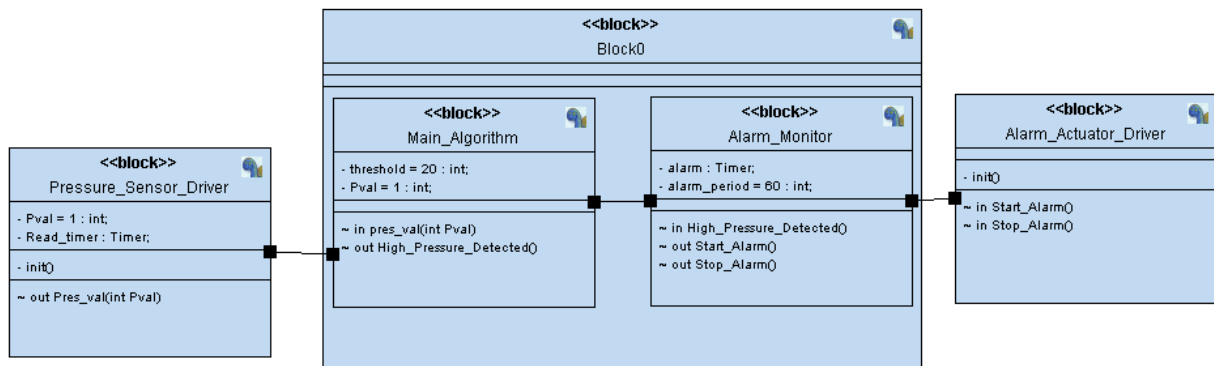 <<block>>
Block0
<<block>>
Pressure_Sensor_Driver
- Pval = 1 : int;
- Read_timer : Timer;
- init()
~ out Pres_val(int Pval)
<<block>>
Main_Algorithm
- threshold = 20 : int;
- Pval = 1 : int;
~ in pres_val(int Pval)
~ out High_Pressure_Detected()
<<block>>
Alarm_Monitor
- alarm : Timer;
- alarm_period = 60 : int;
~ in High_Pressure_Detected()
~ out Start_Alarm()
~ out Stop_Alarm()
<<block>>
Alarm_Actuator_Driver
- init()
~ in Start_Alarm()
~ in Stop_Alarm()